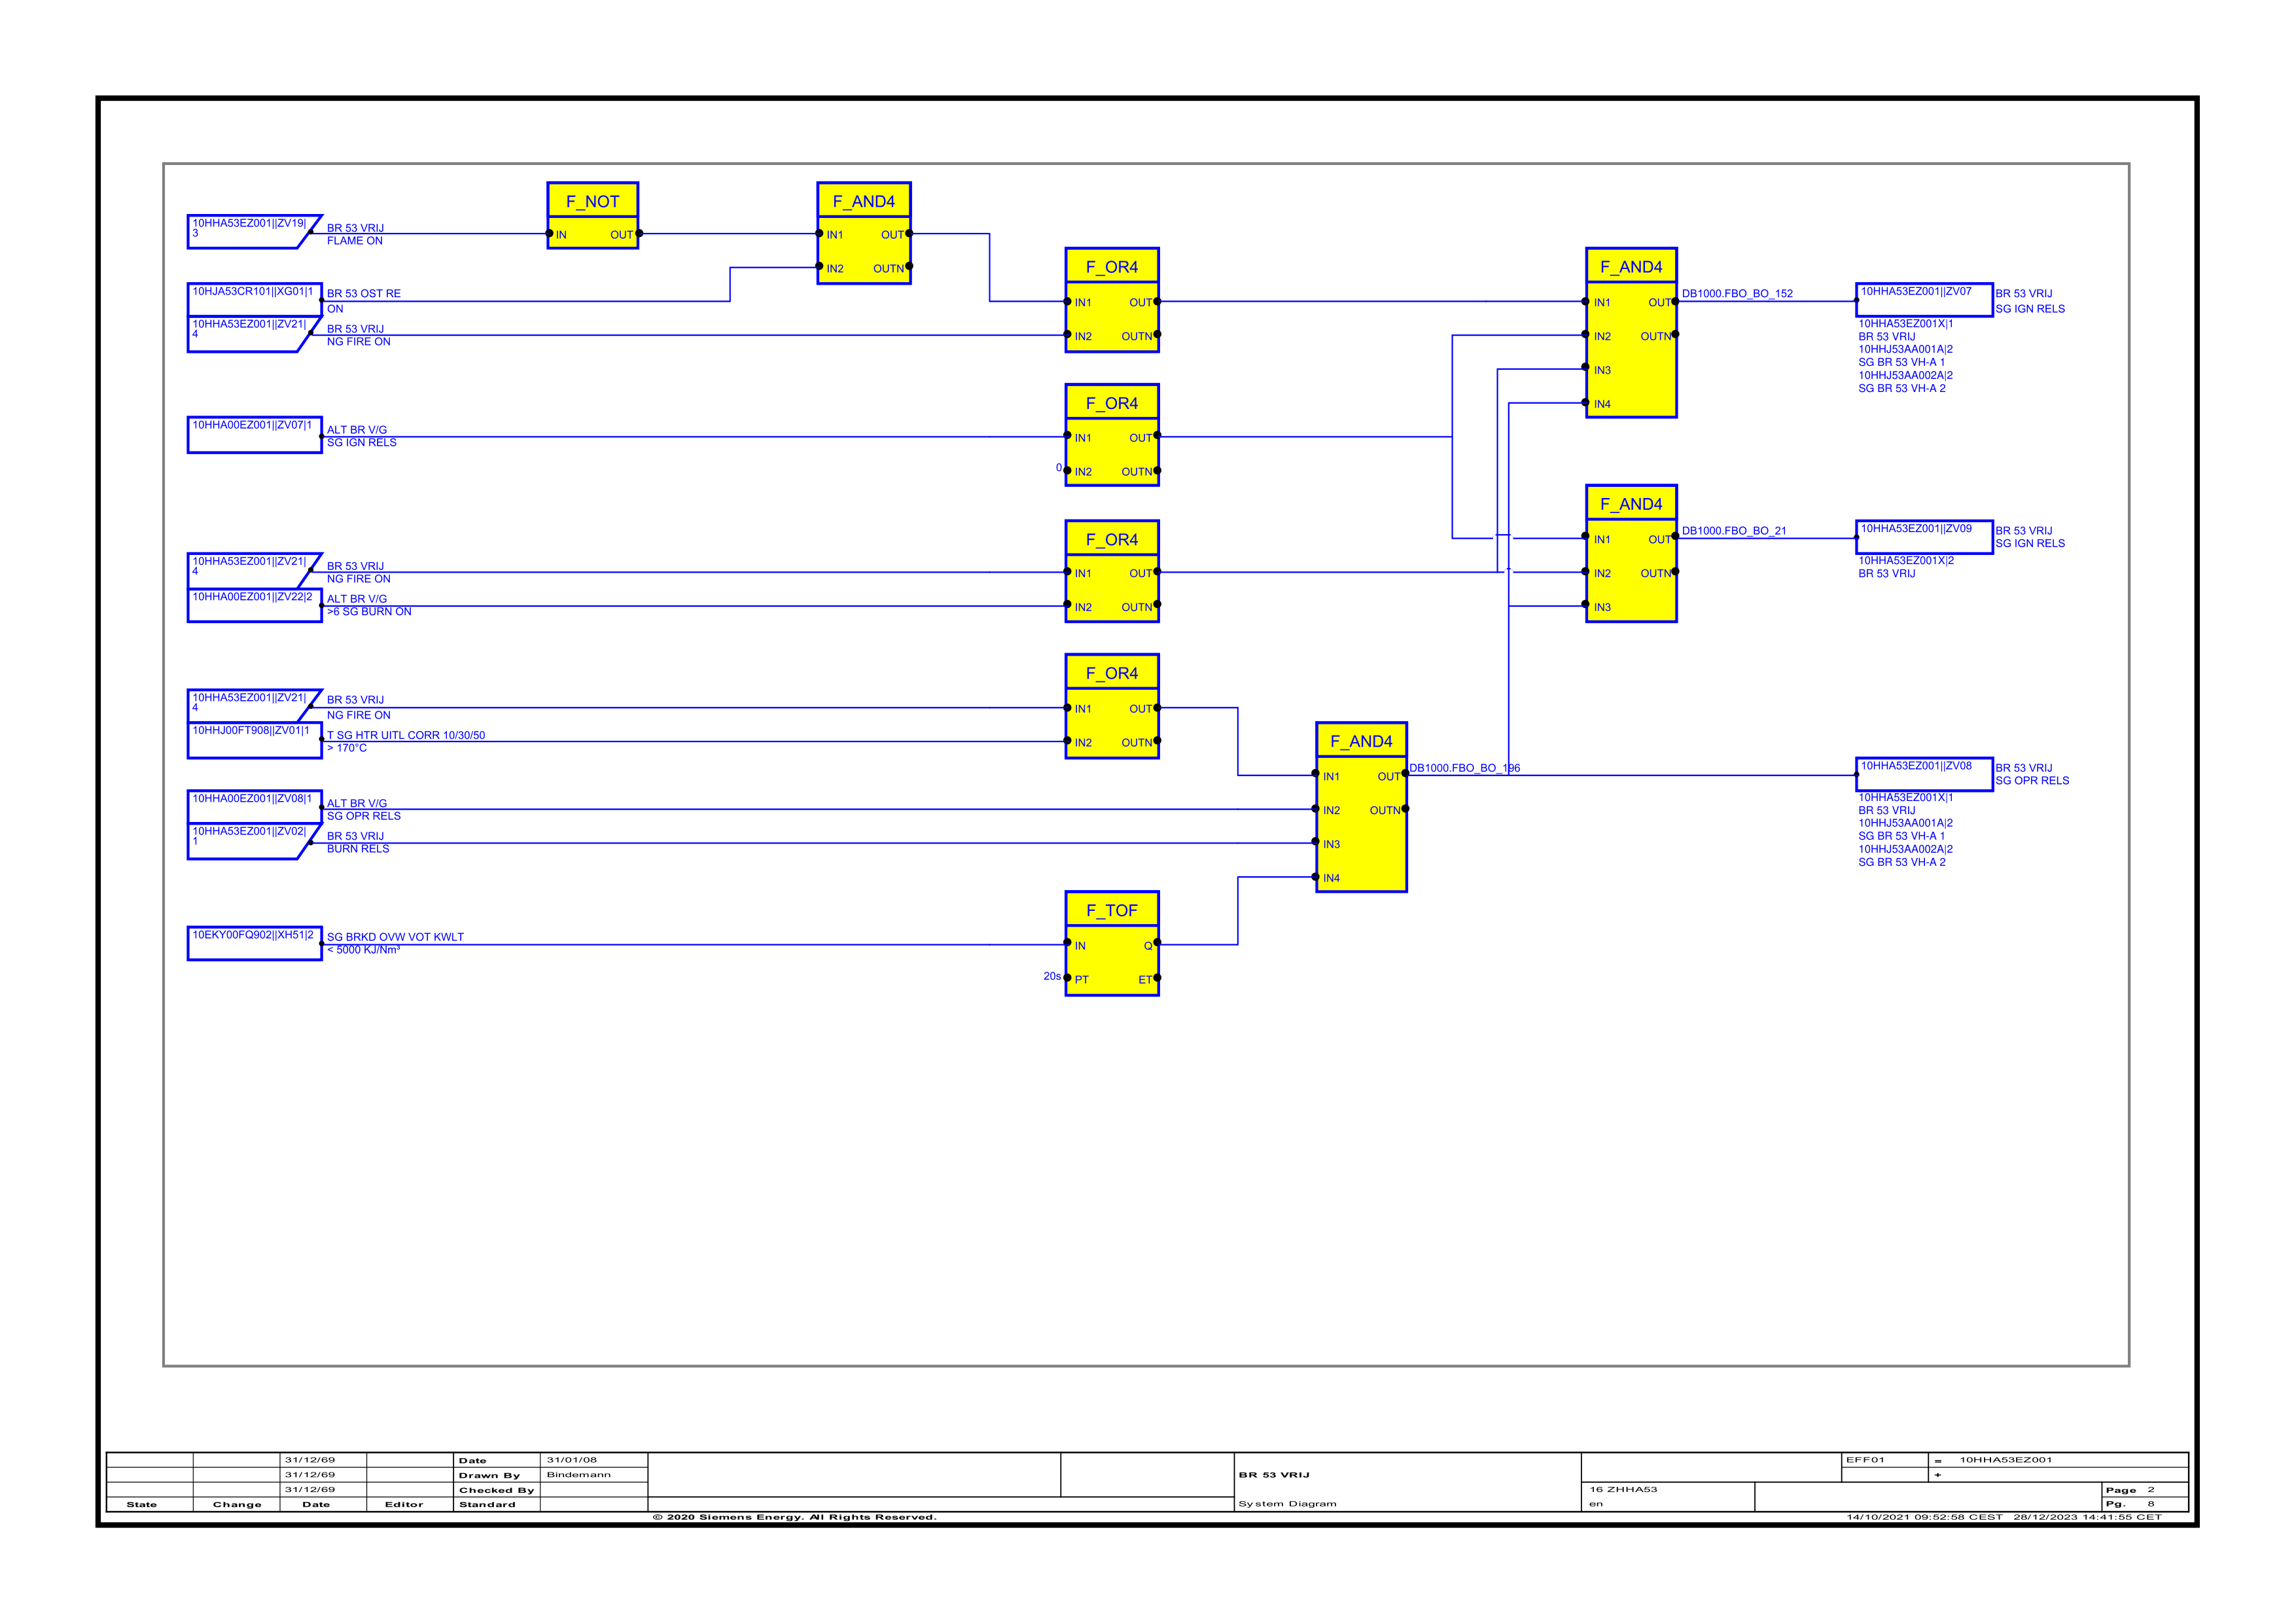 F_NOT
IN OUT
F_AND4
IN1 OUT
IN2 OUTN
10HHA53EZ001||ZV19|
3
BR 53 VRIJ
FLAME ON
10HJA53CR101||XG01|1
BR 53 OST RE
ON
10HHA53EZ001||ZV21|
4
BR 53 VRIJ
NG FIRE ON
F_OR4
IN1 OUT
IN2 OUTN
F_AND4
IN1 OUT
IN2 OUTN
IN3
IN4
DB1000.FBO_BO_152
10HHA53EZ001||ZV07
BR 53 VRIJ
SG IGN RELS
10HHA53EZ001X|1
BR 53 VRIJ
10HHJ53AA001A|2
SG BR 53 VH-A 1
10HHJ53AA002A|2
SG BR 53 VH-A 2
10HHA00EZ001||ZV07|1
ALT BR V/G
SG IGN RELS
F_OR4
IN1 OUT
0 IN2 OUTN
10HHA53EZ001||ZV21|
4
BR 53 VRIJ
NG FIRE ON
10HHA00EZ001||ZV22|2
ALT BR V/G
>6 SG BURN ON
F_OR4
IN1 OUT
IN2 OUTN
F_AND4
IN1 OUT
IN2 OUTN
IN3
DB1000.FBO_BO_21
10HHA53EZ001||ZV09
BR 53 VRIJ
SG IGN RELS
10HHA53EZ001X|2
BR 53 VRIJ
10HHA53EZ001||ZV21|
4
BR 53 VRIJ
NG FIRE ON
10HHJ00FT908||ZV01|1
T SG HTR UITL CORR 10/30/50
> 170°C
F_OR4
IN1 OUT
IN2 OUTN
10HHA00EZ001||ZV08|1
ALT BR V/G
SG OPR RELS
10HHA53EZ001||ZV02|
1
BR 53 VRIJ
BURN RELS
F_AND4
IN1 OUT
IN2 OUTN
IN3
IN4
DB1000.FBO_BO_196
10HHA53EZ001||ZV08
BR 53 VRIJ
SG OPR RELS
10HHA53EZ001X|1
BR 53 VRIJ
10HHJ53AA001A|2
SG BR 53 VH-A 1
10HHJ53AA002A|2
SG BR 53 VH-A 2
10EKY00FQ902||XH51|2
SG BRKD OVW VOT KWLT
< 5000 KJ/Nm³
F_TOF
IN Q
20s PT ET
31/12/69 Date 31/01/08 EFF01 = 10HHA53EZ001
31/12/69 Drawn By Bindemann BR 53 VRIJ +
31/12/69 Checked By 16 ZHHA53 Page 2
State Change Date Editor Standard System Diagram en Pg. 8
© 2020 Siemens Energy. All Rights Reserved. 14/10/2021 09:52:58 CEST 28/12/2023 14:41:55 CET